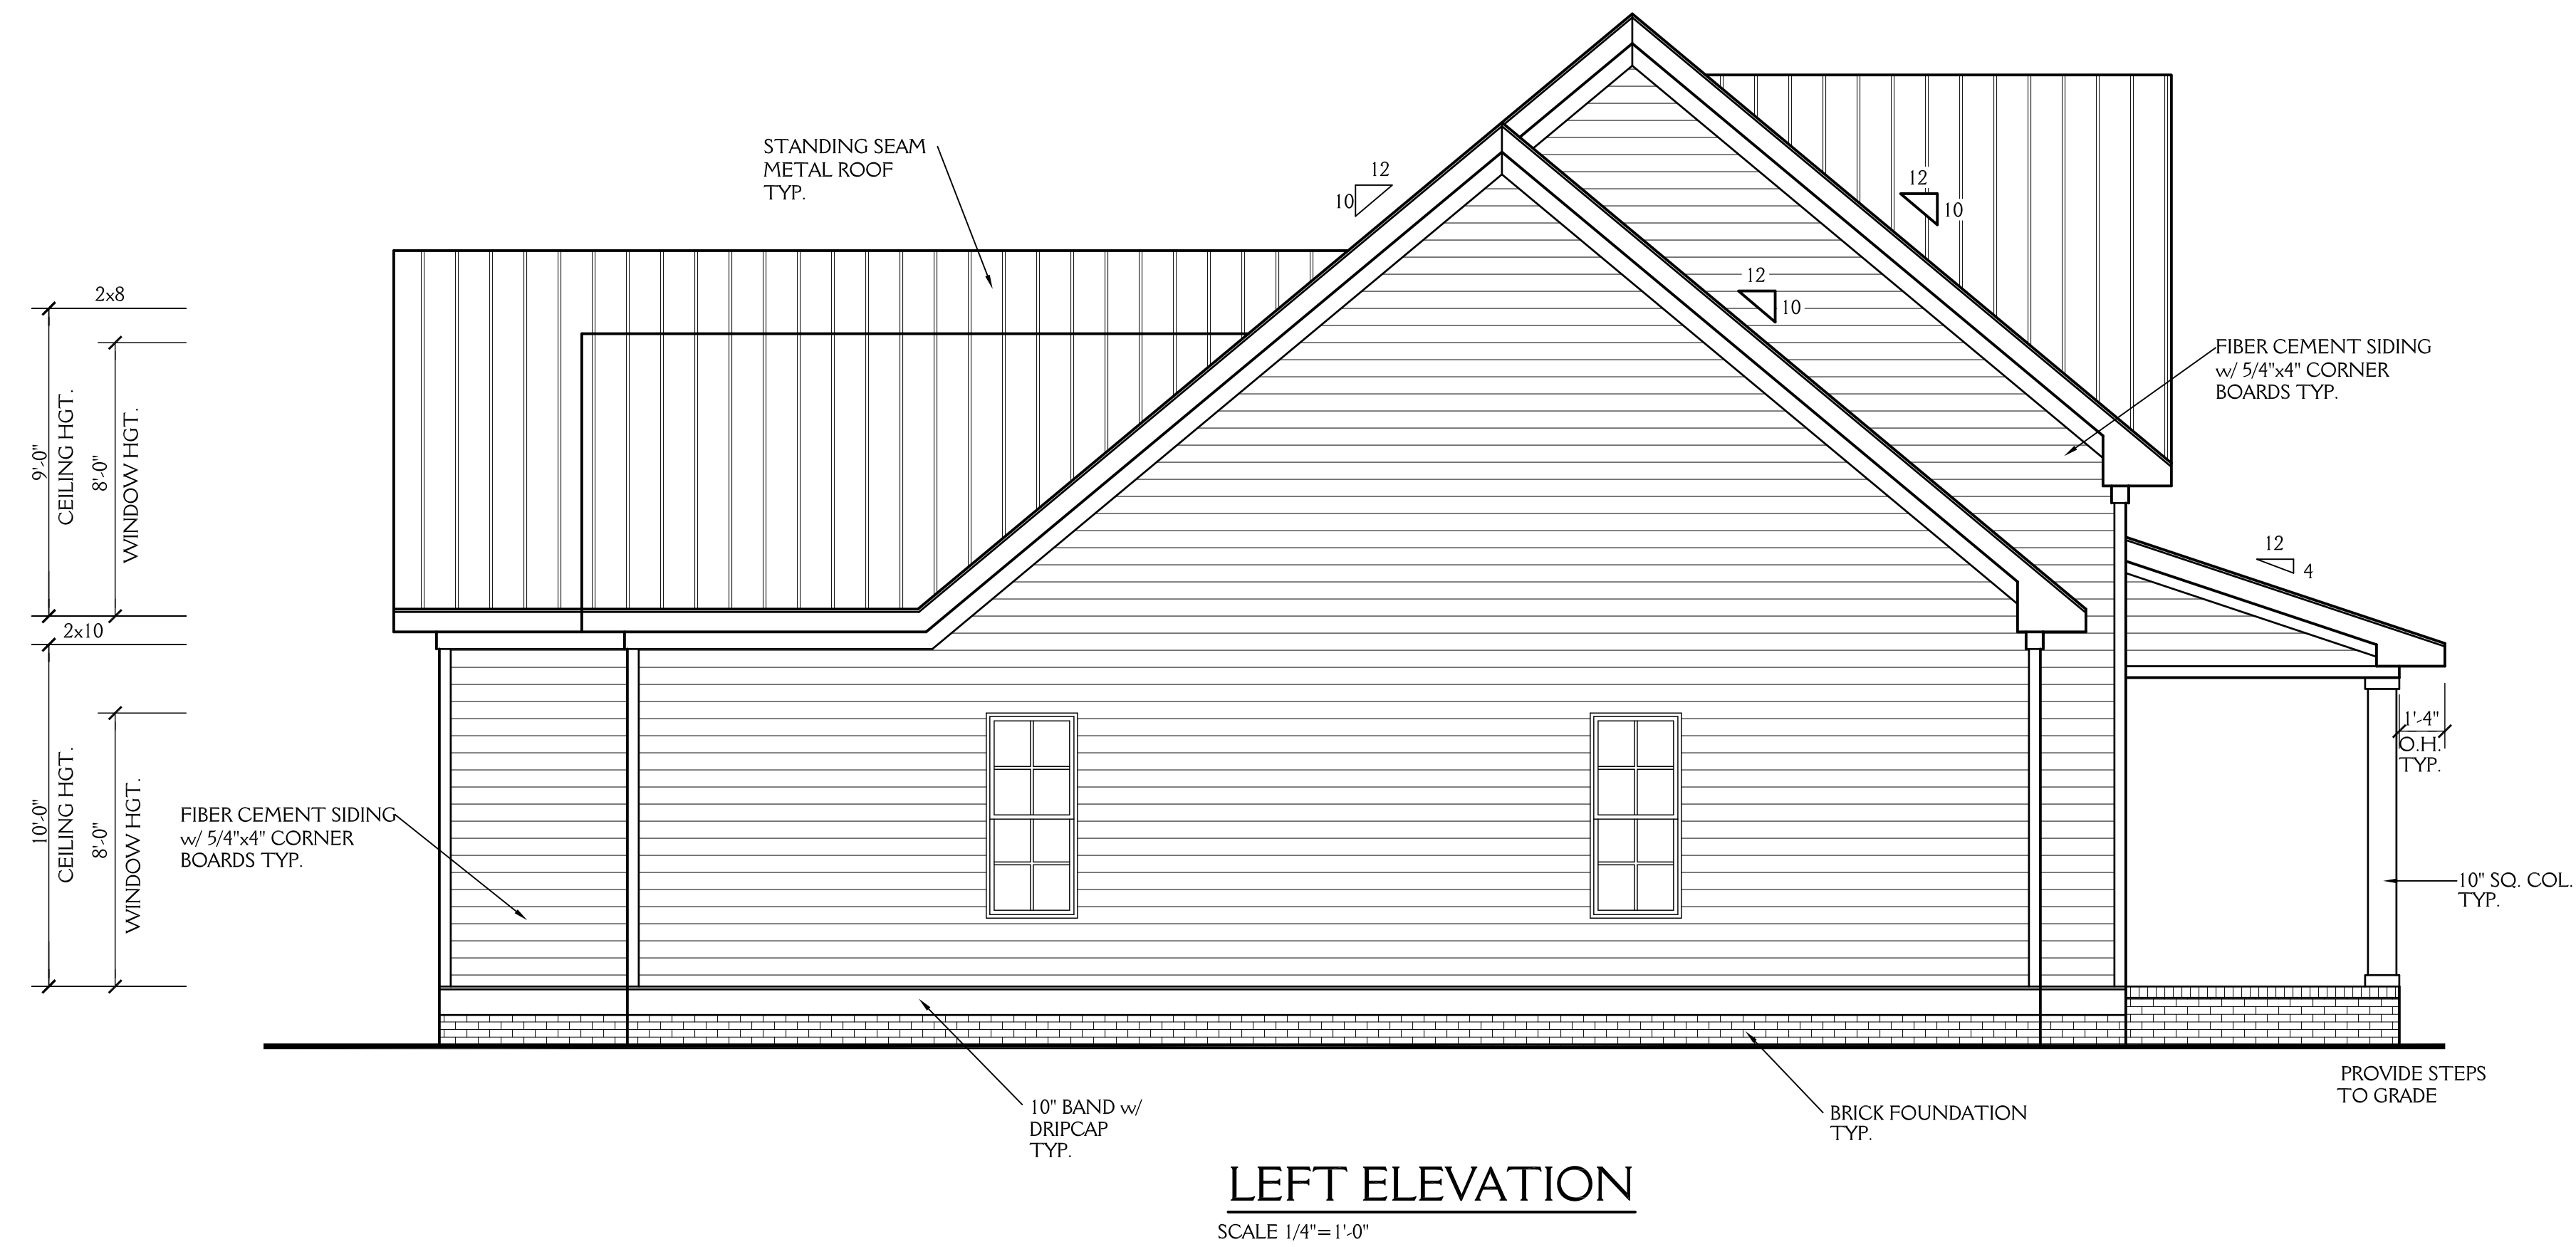 STANDING SEAM
METAL ROOF
TYP.
12
10
12
10
12
10
2x8
9'-0"
CEILING HGT.
8'-0"
WINDOW HGT.
FIBER CEMENT SIDING
w/ 5/4"x4" CORNER
BOARDS TYP.
12
4
2x10
10'-0"
CEILING HGT.
8'-0"
WINDOW HGT.
1'-4"
O.H.
TYP.
FIBER CEMENT SIDING
w/ 5/4"x4" CORNER
BOARDS TYP.
10" SQ. COL.
TYP.
PROVIDE STEPS
TO GRADE
10" BAND w/
DRIPCAP
TYP.
BRICK FOUNDATION
TYP.
LEFT ELEVATION
SCALE 1/4"=1'-0"